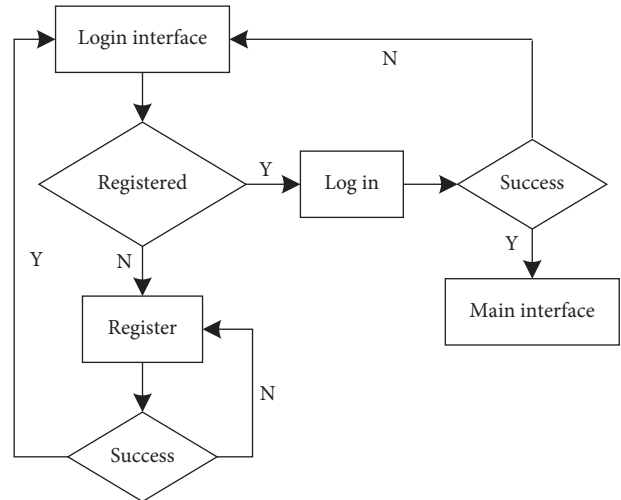 Login interface
N
Registered
Y
Log in
Success
Y
N
Y
Main interface
Register
N
Success